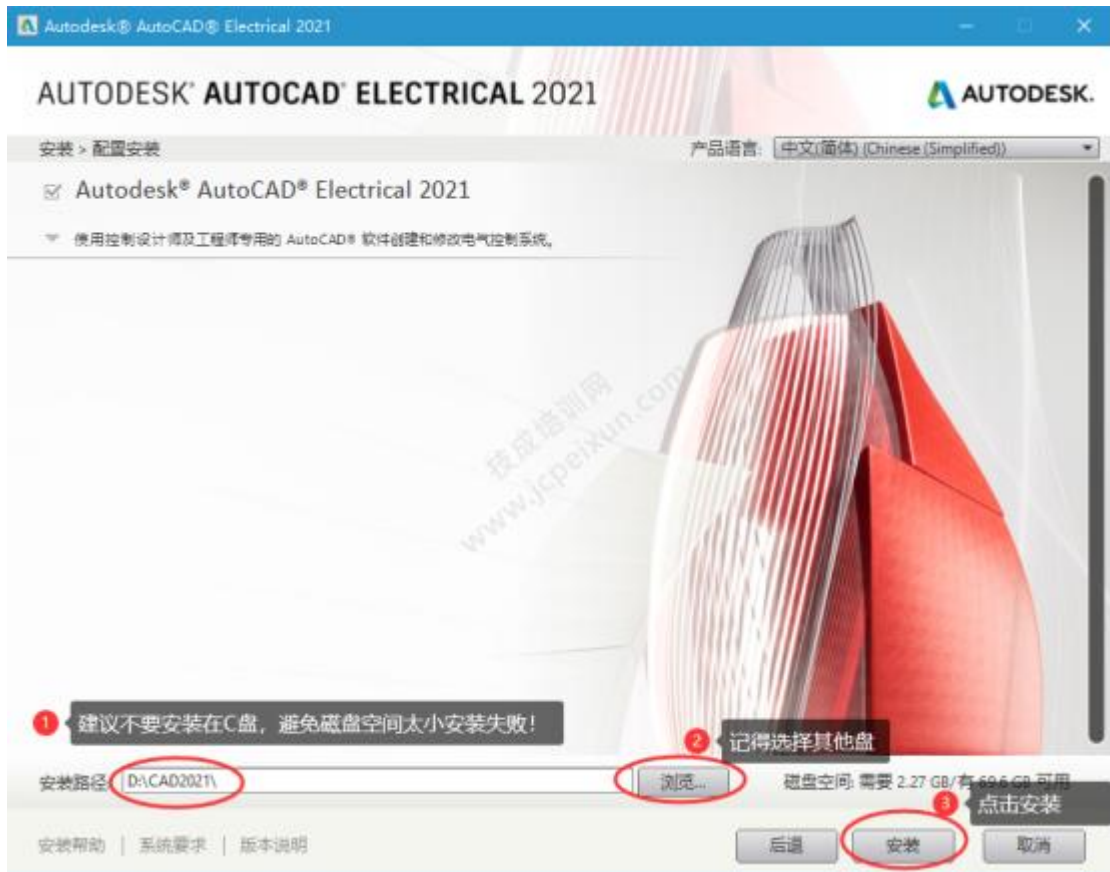 Autodesk® AutoCAD® Electrical 2021
AUTODESK® AUTOCAD® ELECTRICAL 2021
AUTODESK.
安装 > 配置安装
产品语言: 中文(简体) (Chinese (Simplified))
Autodesk® AutoCAD® Electrical 2021
使用控制设计师及工程师专用的 AutoCAD® 软件创建和修改电气控制系统。
技成培训网
www.jcpeixun.com
1 建议不要安装在C盘，避免磁盘空间太小安装失败！
2 记得选择其他盘
安装路径: D:\CAD2021\
浏览...
磁盘空间: 需要 2.27 GB/有 69.6 GB 可用
3 点击安装
安装帮助 | 系统要求 | 版本说明
后退
安装
取消